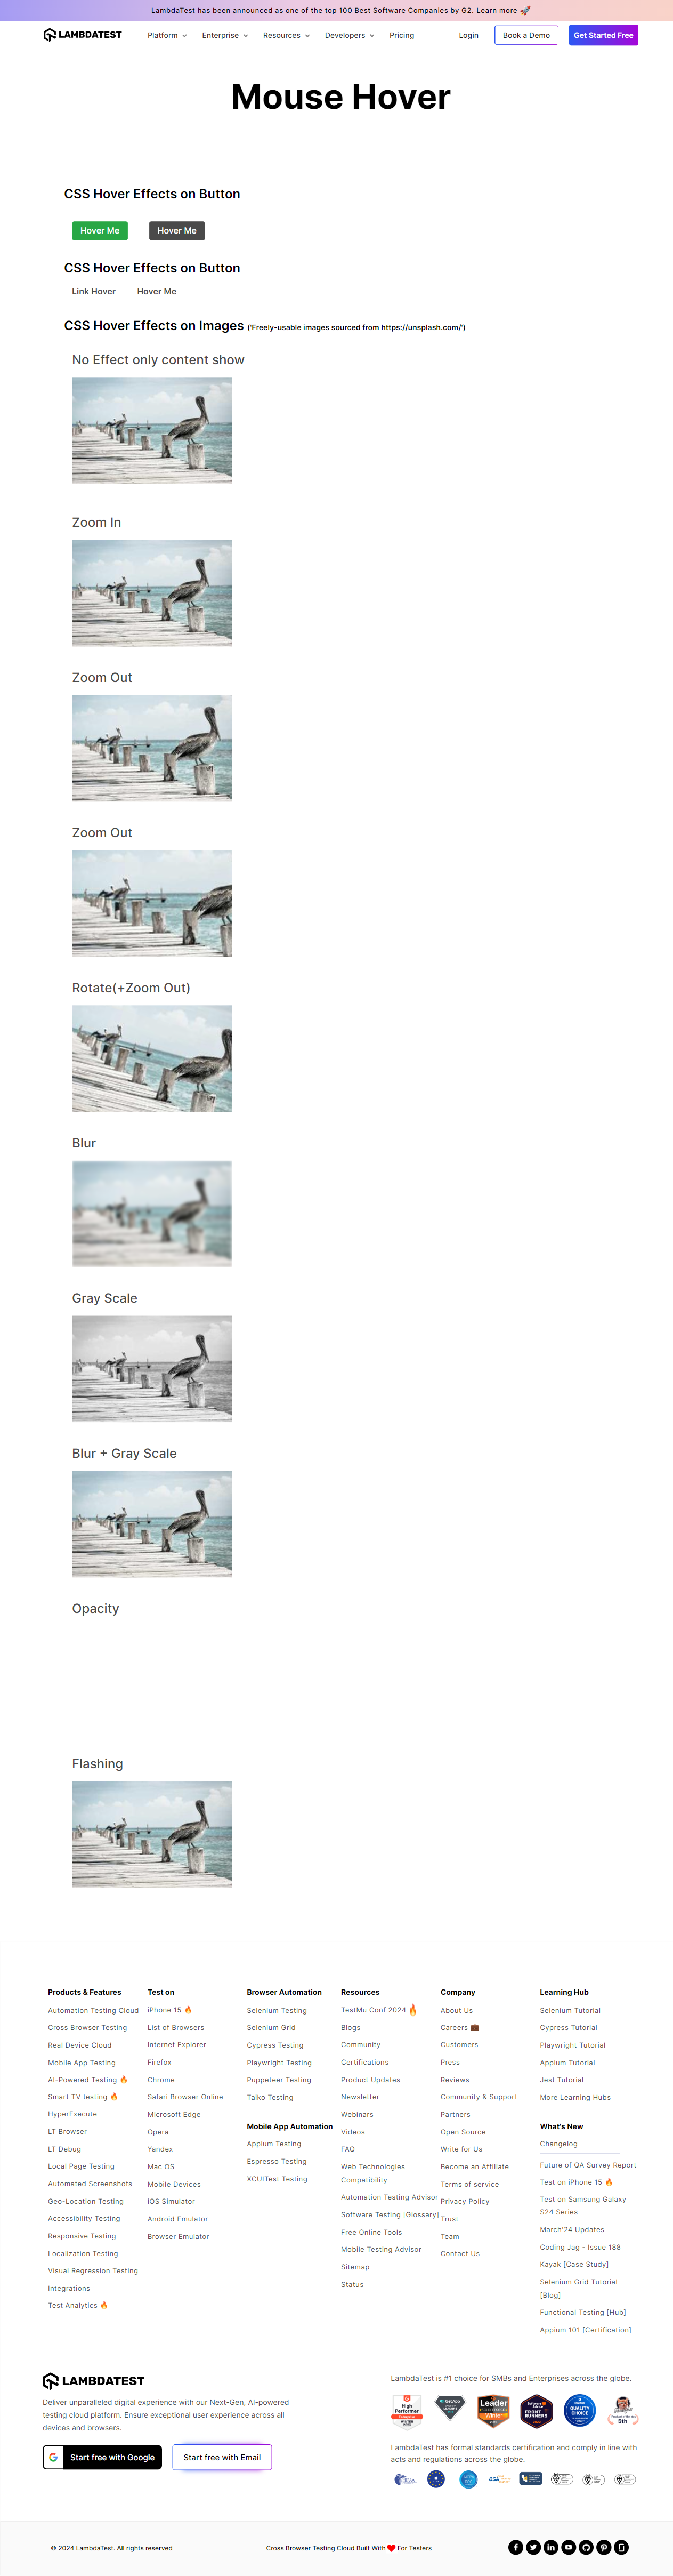 LambdaTest has been announced as one of the top 100 Best Software Companies by G2. Learn more 🚀
LAMBDATEST Platform Enterprise Resources Developers Pricing Login Book a Demo Get Started Free
Mouse Hover
CSS Hover Effects on Button
Hover Me Hover Me
CSS Hover Effects on Button
Link Hover Hover Me
CSS Hover Effects on Images ('Freely-usable images sourced from https://unsplash.com/')
No Effect only content show
Zoom In
Zoom Out
Zoom Out
Rotate(+Zoom Out)
Blur
Gray Scale
Blur + Gray Scale
Opacity
Flashing
Products & Features
Automation Testing Cloud
Cross Browser Testing
Real Device Cloud
Mobile App Testing
AI-Powered Testing 🔥
Smart TV testing 🔥
HyperExecute
LT Browser
LT Debug
Local Page Testing
Automated Screenshots
Geo-Location Testing
Accessibility Testing
Responsive Testing
Localization Testing
Visual Regression Testing
Integrations
Test Analytics 🔥
Test on
iPhone 15 🔥
List of Browsers
Internet Explorer
Firefox
Chrome
Safari Browser Online
Microsoft Edge
Opera
Yandex
Mac OS
Mobile Devices
iOS Simulator
Android Emulator
Browser Emulator
Browser Automation
Selenium Testing
Selenium Grid
Cypress Testing
Playwright Testing
Puppeteer Testing
Taiko Testing
Mobile App Automation
Appium Testing
Espresso Testing
XCUITest Testing
Resources
TestMu Conf 2024 🔥
Blogs
Community
Certifications
Product Updates
Newsletter
Webinars
Videos
FAQ
Web Technologies
Compatibility
Automation Testing Advisor
Software Testing [Glossary]
Free Online Tools
Mobile Testing Advisor
Sitemap
Status
Company
About Us
Careers 💼
Customers
Press
Reviews
Community & Support
Partners
Open Source
Write for Us
Become an Affiliate
Terms of service
Privacy Policy
Trust
Team
Contact Us
Learning Hub
Selenium Tutorial
Cypress Tutorial
Playwright Tutorial
Appium Tutorial
Jest Tutorial
More Learning Hubs
What's New
Changelog
Future of QA Survey Report
Test on iPhone 15 🔥
Test on Samsung Galaxy
S24 Series
March'24 Updates
Coding Jag - Issue 188
Kayak [Case Study]
Selenium Grid Tutorial
[Blog]
Functional Testing [Hub]
Appium 101 [Certification]
LAMBDATEST
Deliver unparalleled digital experience with our Next-Gen, AI-powered
testing cloud platform. Ensure exceptional user experience across all
devices and browsers.
Start free with Google Start free with Email
LambdaTest is #1 choice for SMBs and Enterprises across the globe.
High
Performer
GetApp
Leader
Winter
FRONT
RUNNERS
QUALITY
CHOICE
5th
LambdaTest has formal standards certification and comply in line with
acts and regulations across the globe.
CSA
© 2024 LambdaTest. All rights reserved
Cross Browser Testing Cloud Built With ❤ For Testers